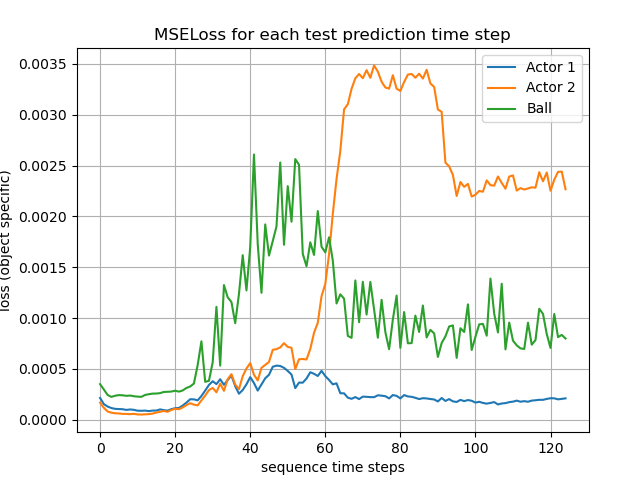 MSELoss for each test prediction time step
0.0035
0.0030
0.0025
0.0020
0.0015
0.0010
0.0005
0.0000
loss (object specific)
Actor 1
Actor 2
Ball
0 20 40 60 80 100 120
sequence time steps